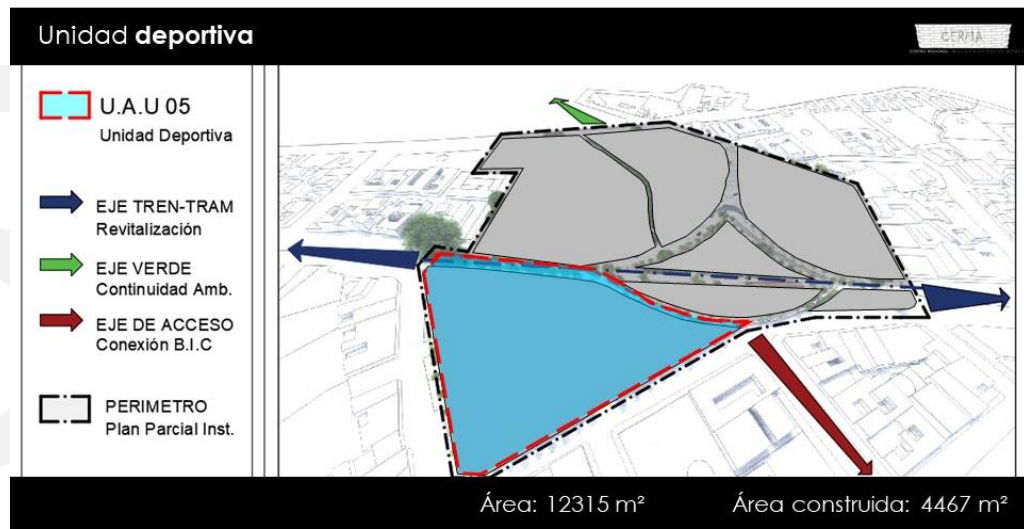 Unidad deportiva
CERMA
U.A.U 05
Unidad Deportiva
EJE TREN-TRAM
Revitalización
EJE VERDE
Continuidad Amb.
EJE DE ACCESO
Conexión B.I.C
PERIMETRO
Plan Parcial Inst.
Área: 12315 m²
Área construida: 4467 m²